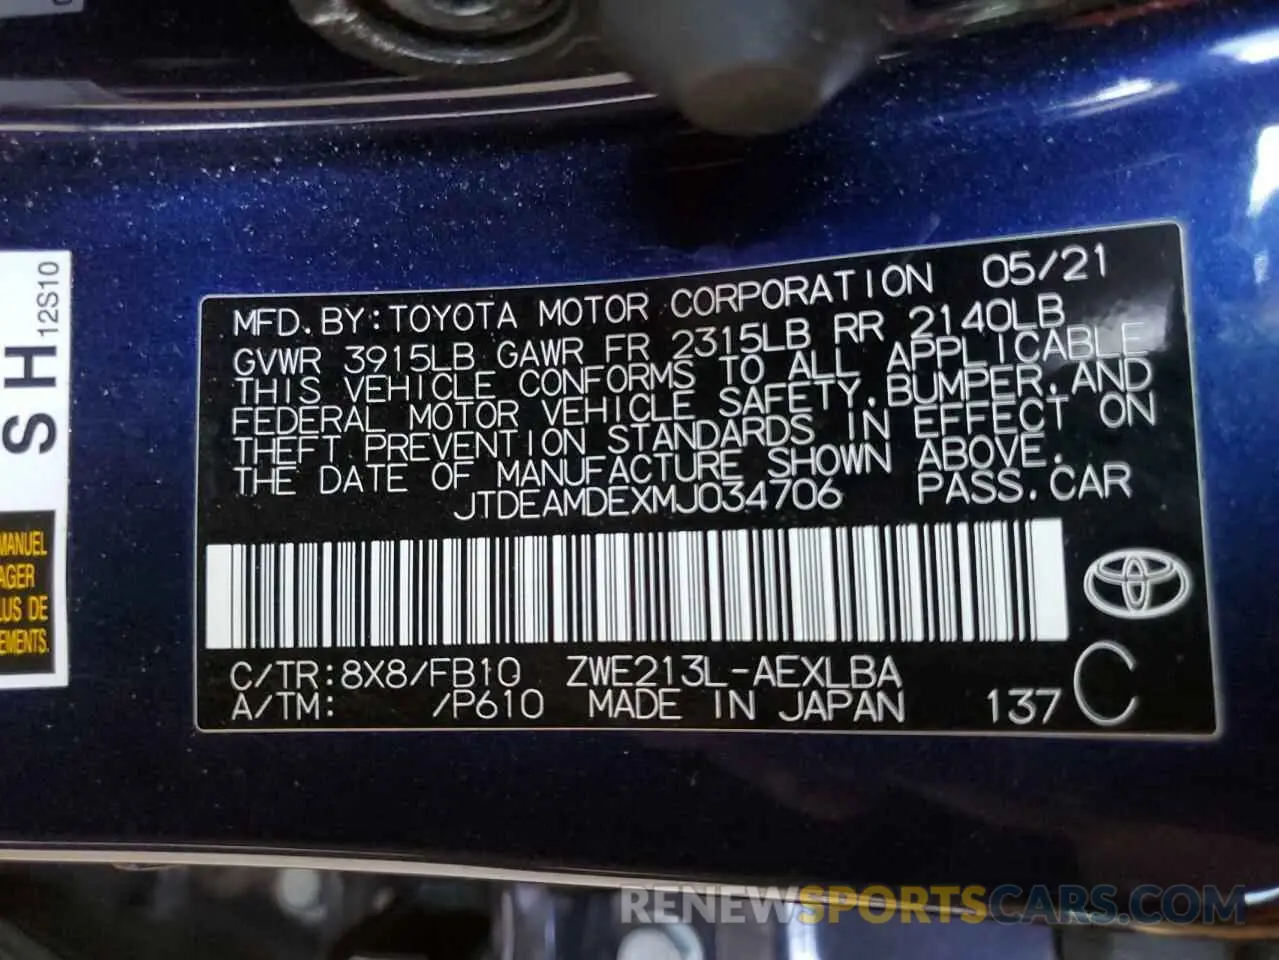 MFD. BY: TOYOTA MOTOR CORPORATION 05/21
GVWR 3915LB GAWR FR 2315LB RR 2140LB
THIS VEHICLE CONFORMS TO ALL APPLICABLE
FEDERAL MOTOR VEHICLE SAFETY, BUMPER, AND
THEFT PREVENTION STANDARDS IN EFFECT ON
THE DATE OF MANUFACTURE SHOWN ABOVE.
JTDEAMDEXMJ034706 PASS. CAR
C/TR: 8X8/FB10 ZWE213L-AEXLBA
A/TM: /P610 MADE IN JAPAN 137 C
SH
12S10
MANUEL
LUS DE
RENEWSPORTSCARS.COM